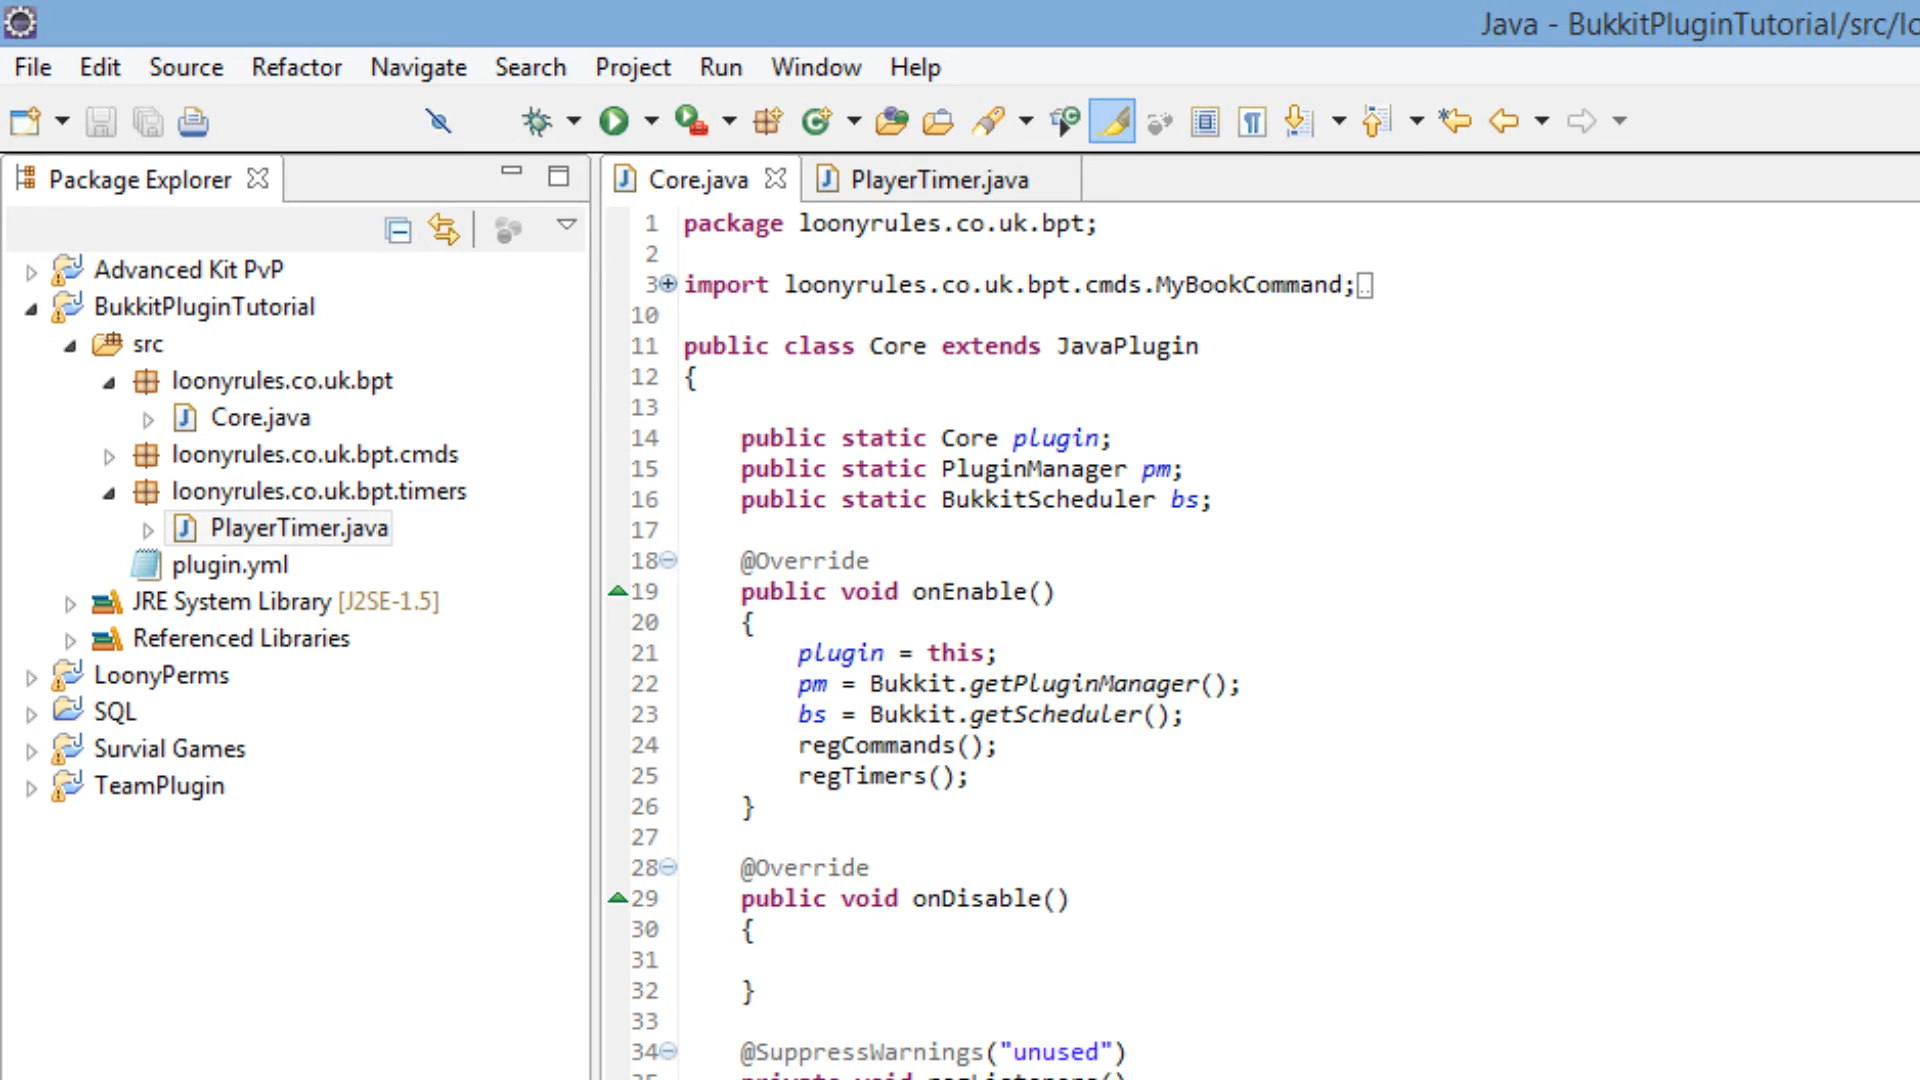 Java - BukkitPluginTutorial/src/lo
File Edit Source Refactor Navigate Search Project Run Window Help
Package Explorer
Advanced Kit PvP
BukkitPluginTutorial
src
loonyrules.co.uk.bpt
Core.java
loonyrules.co.uk.bpt.cmds
loonyrules.co.uk.bpt.timers
PlayerTimer.java
plugin.yml
JRE System Library [J2SE-1.5]
Referenced Libraries
LoonyPerms
SQL
Survial Games
TeamPlugin
Core.java PlayerTimer.java
1 package loonyrules.co.uk.bpt;
2
3 import loonyrules.co.uk.bpt.cmds.MyBookCommand;
10
11 public class Core extends JavaPlugin
12 {
13
14 public static Core plugin;
15 public static PluginManager pm;
16 public static BukkitScheduler bs;
17
18 @Override
19 public void onEnable()
20 {
21 plugin = this;
22 pm = Bukkit.getPluginManager();
23 bs = Bukkit.getScheduler();
24 regCommands();
25 regTimers();
26 }
27
28 @Override
29 public void onDisable()
30 {
31
32 }
33
34 @SuppressWarnings("unused")
35 private void regListeners()